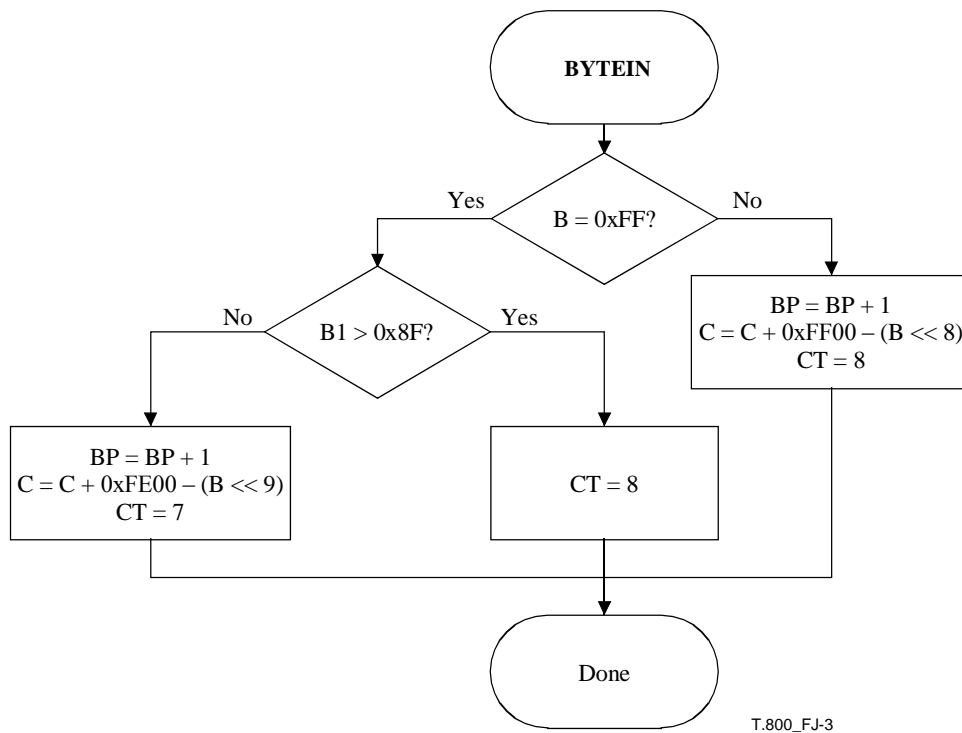 BYTEIN
B = 0xFF?
Yes
No
B1 > 0x8F?
No
Yes
BP = BP + 1
C = C + 0xFF00 – (B << 8)
CT = 8
BP = BP + 1
C = C + 0xFE00 – (B << 9)
CT = 7
CT = 8
Done
T.800_FJ-3